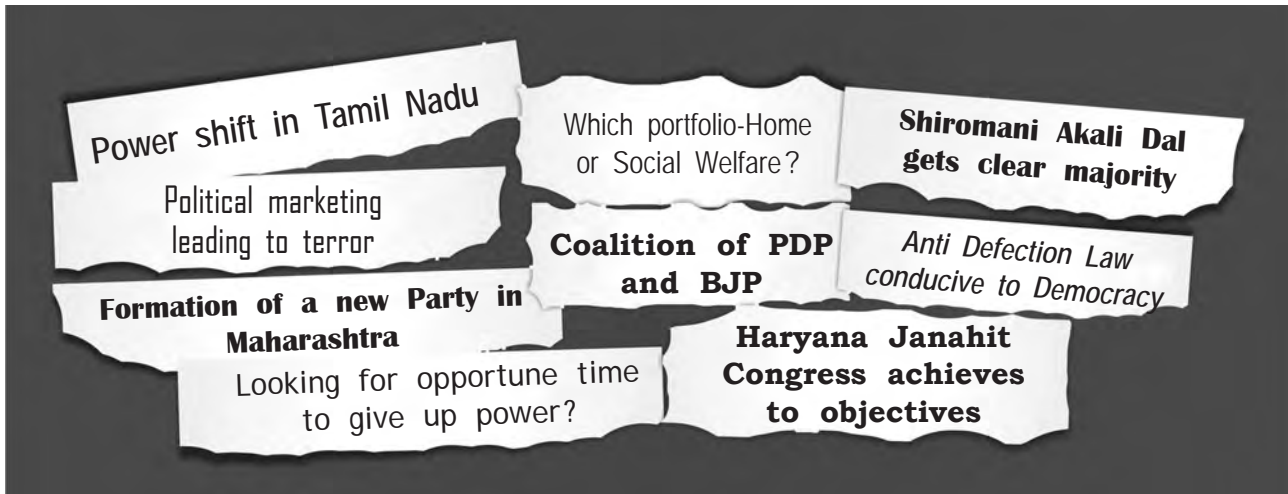 Power shift in Tamil Nadu
Which portfolio-Home
or Social Welfare?
Shiromani Akali Dal
gets clear majority
Political marketing
leading to terror
Coalition of PDP
and BJP
Anti Defection Law
conducive to Democracy
Formation of a new Party in
Maharashtra
Looking for opportune time
to give up power?
Haryana Janahit
Congress achieves
to objectives